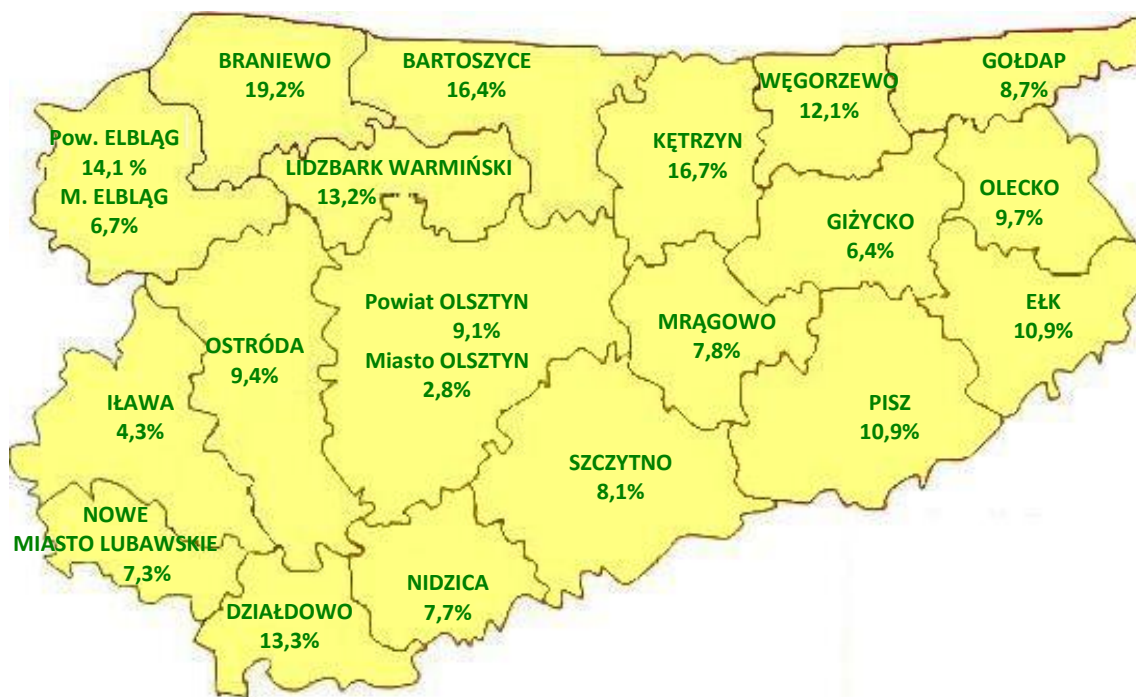 BRANIEWO
19,2%
BARTOSZYCE
16,4%
WĘGORZEWO
12,1%
GOŁDAP
8,7%
Pow. ELBLĄG
14,1 %
M. ELBLĄG
6,7%
LIDZBARK WARMIŃSKI
13,2%
KĘTRZYN
16,7%
OLECKO
9,7%
GIŻYCKO
6,4%
Powiat OLSZTYN
9,1%
Miasto OLSZTYN
2,8%
MRĄGOWO
7,8%
EŁK
10,9%
OSTRÓDA
9,4%
IŁAWA
4,3%
PISZ
10,9%
SZCZYTNO
8,1%
NOWE
MIASTO LUBAWSKIE
7,3%
NIDZICA
7,7%
DZIAŁDOWO
13,3%